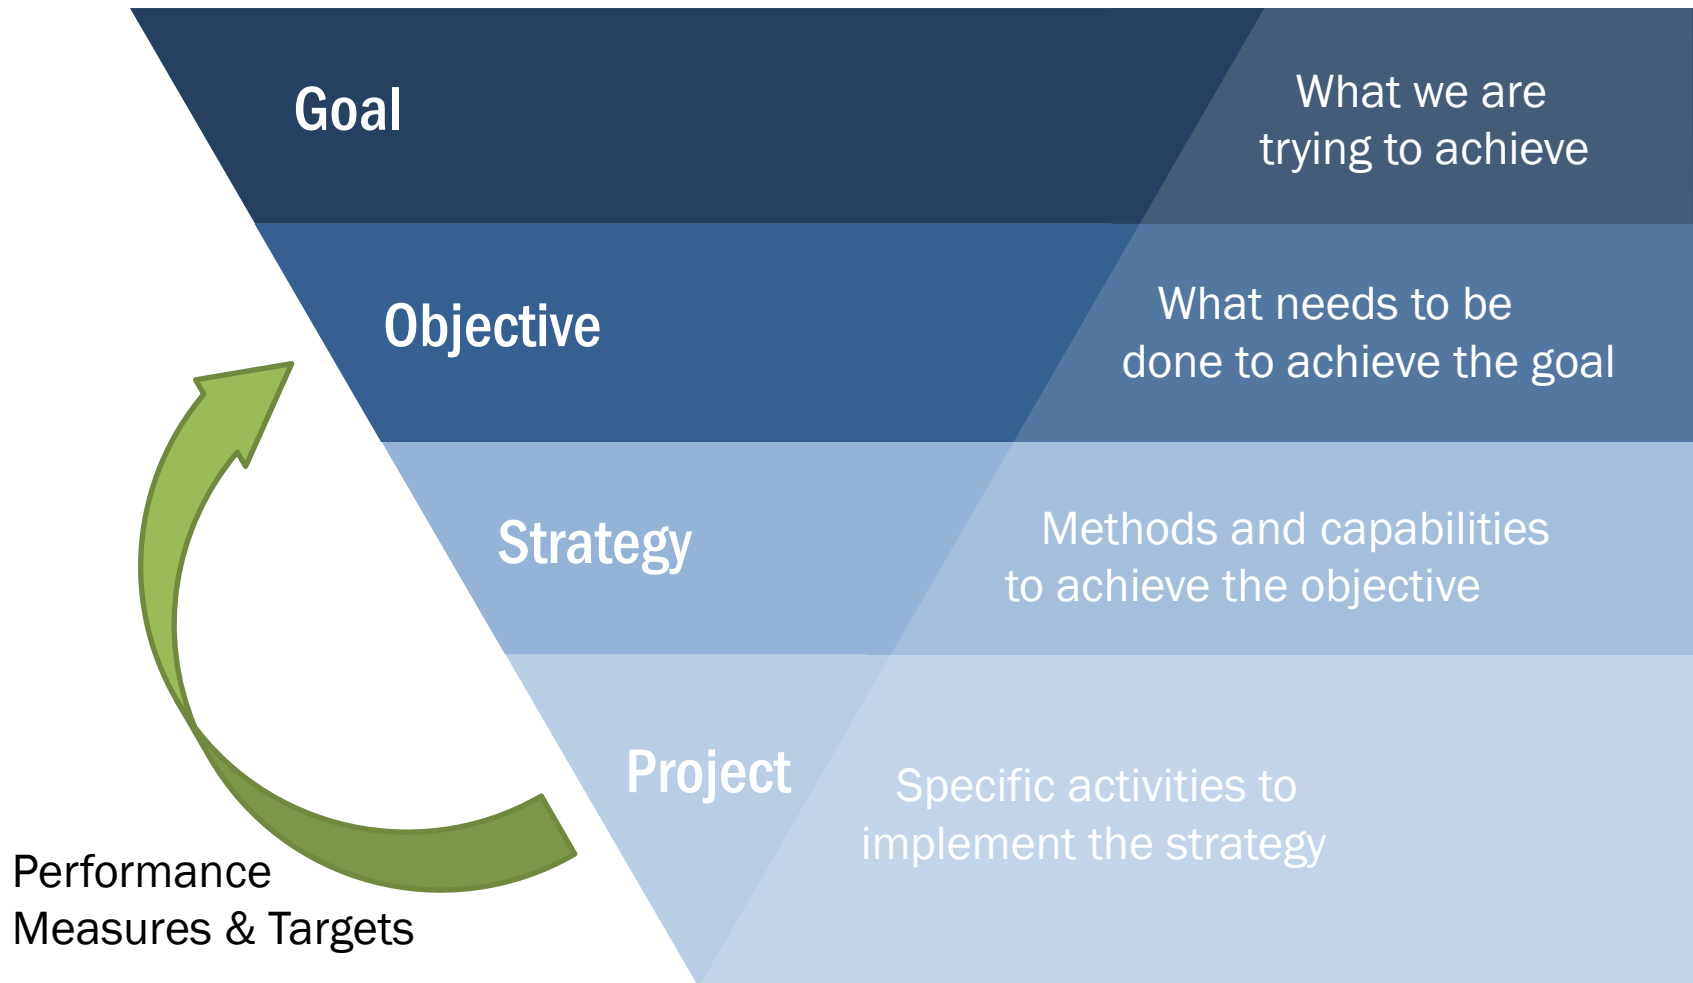 Goal
What we are
trying to achieve
Objective
What needs to be
done to achieve the goal
Strategy
Methods and capabilities
to achieve the objective
Project
Specific activities to
implement the strategy
Performance
Measures & Targets